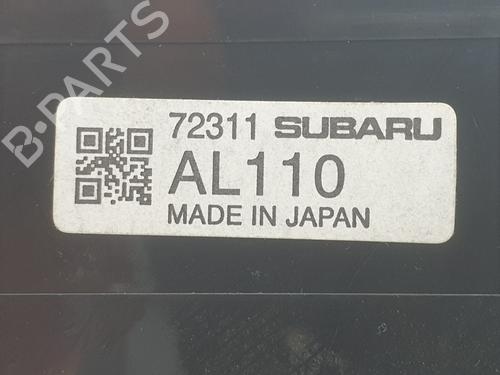 B-PARTS
72311 SUBARU
AL110
MADE IN JAPAN